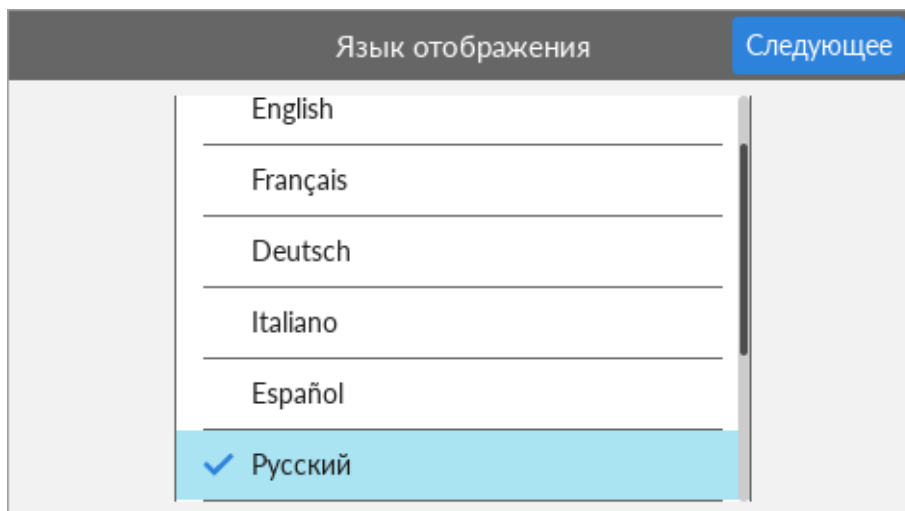 Язык отображения
Следующее
English
Français
Deutsch
Italiano
Español
Русский